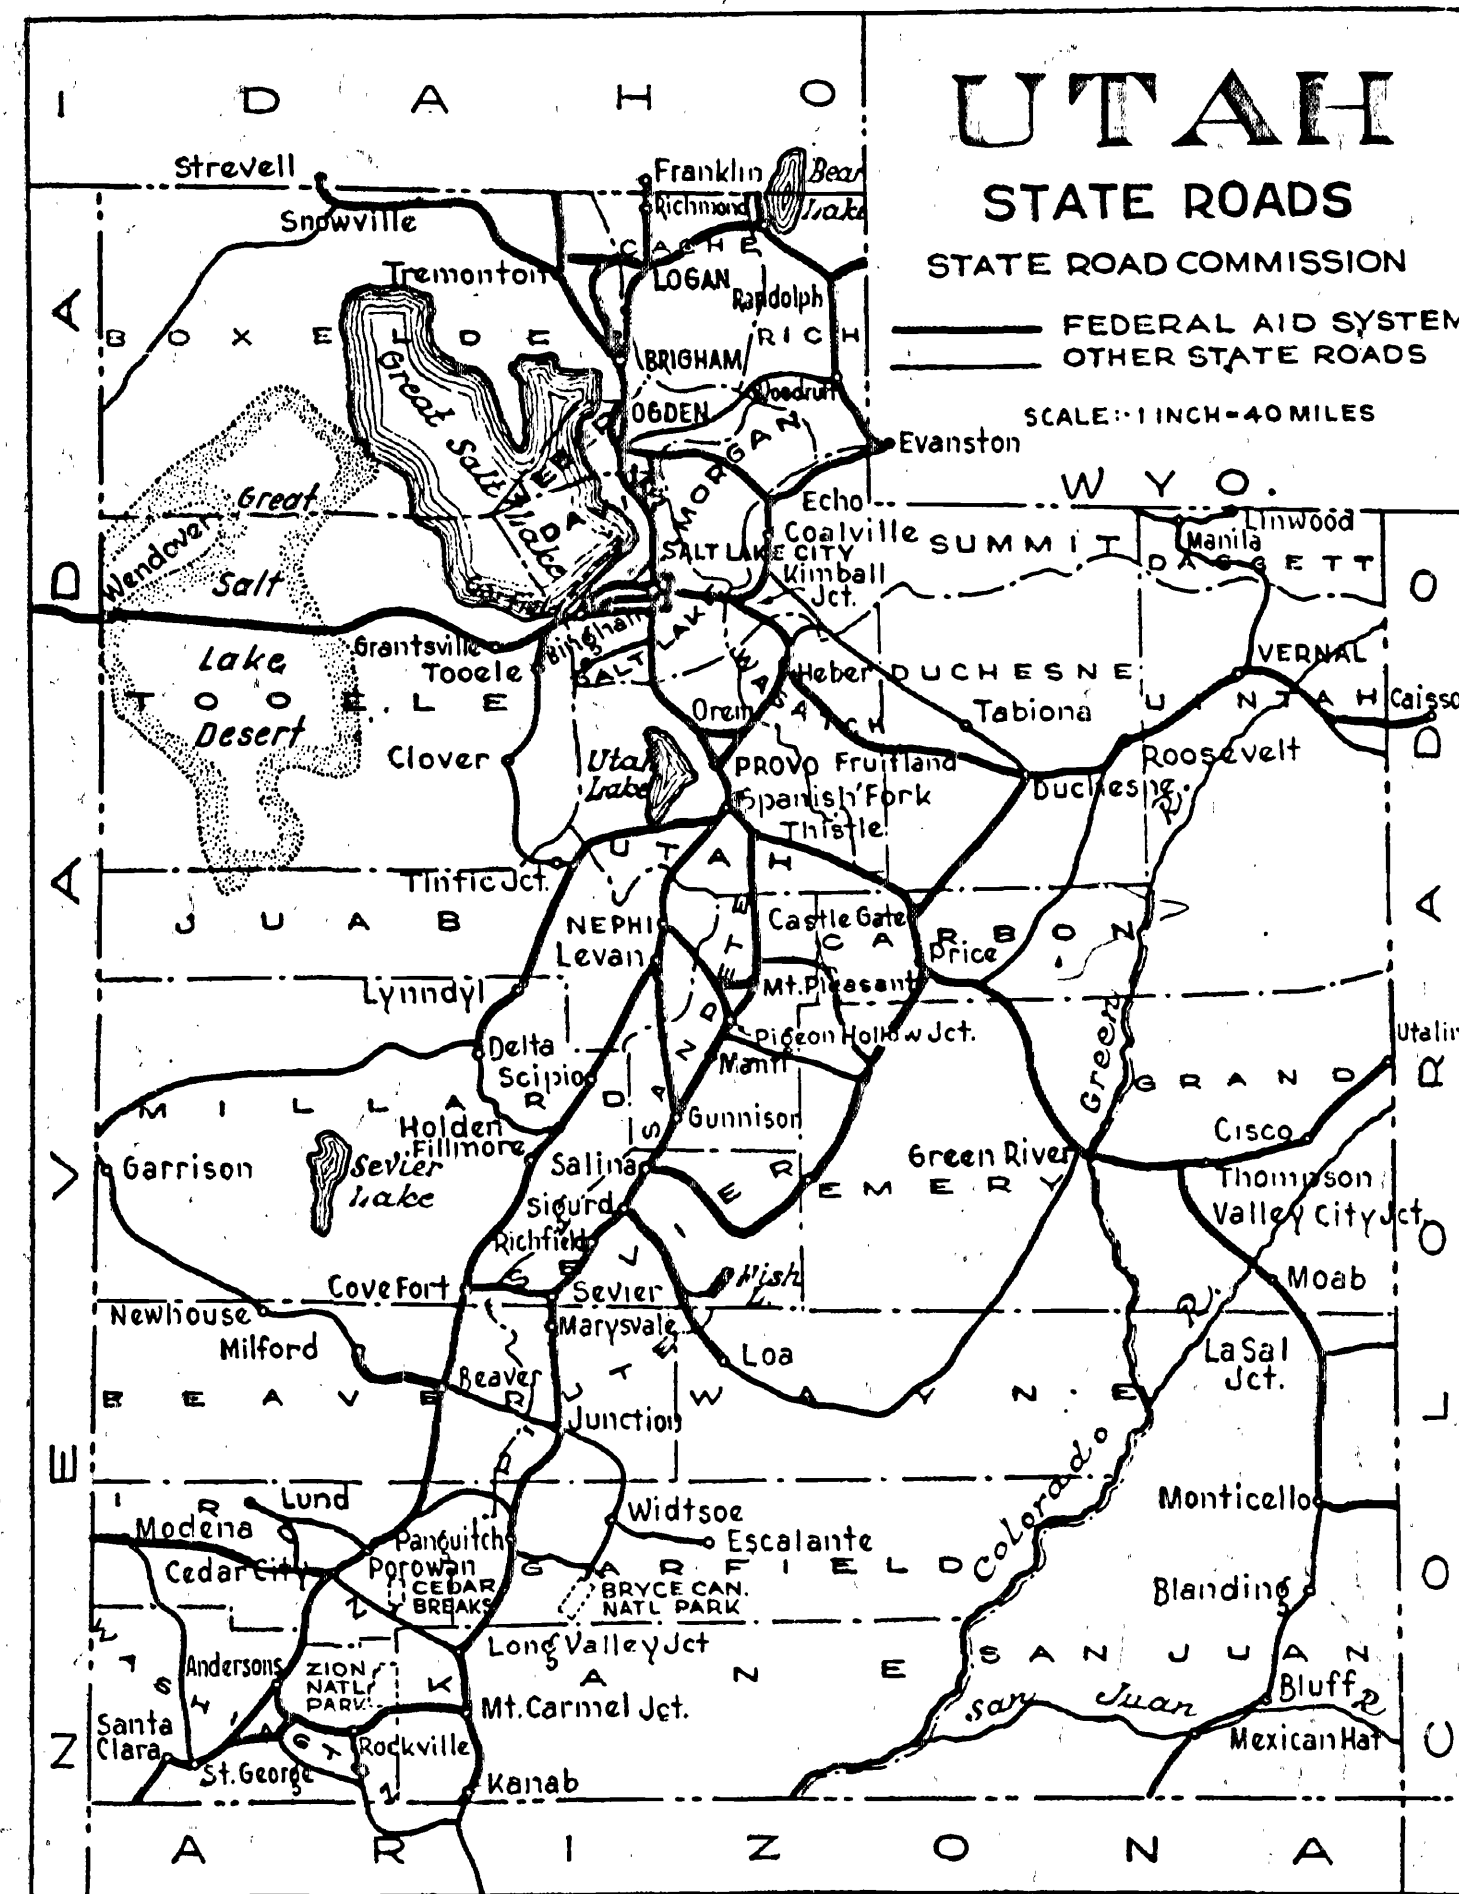 IDAHO
UTAH
STATE ROADS
STATE ROAD COMMISSION
FEDERAL AID SYSTEM
OTHER STATE ROADS
SCALE:- 1 INCH = 40 MILES
Strevell
Snowville
Franklin
Richmond
Bear
Lake
CACHE
Tremonton
LOGAN
Randolph
BOX ELDER
RICH
BRIGHAM
Great Salt Lake
OGDEN
Woodruff
MORGAN
Evanston
WYO.
Echo
Coalville
SUMMIT
Linwood
Manila
DAGGETT
Great
Salt
Lake
Desert
Wendover
SALT LAKE CITY
Kimball
Jct.
Grantsville
Bingham
SALT LAKE
Tooele
TOOELE
WASATCH
Heber
DUCHESNE
VERNAL
UINTAH
Caisso
Orem
Tabiona
Clover
Utah
Lake
PROVO
Fruitland
Roosevelt
Duchesne
R.
Spanish Fork
Thistle
UTAH
Tintic Jct.
JUAB
NEPHI
Castle Gate
CARBON
Levan
Price
Lynndyl
Mt. Pleasant
Pigeon Hollow Jct.
Green
Delta
Manti
Scipio
GRAND
MILLARD
Gunnison
Holden
Fillmore
Cisco
Garrison
Sevier
Lake
Salina
Green River
EMERY
Thompson
Valley City Jct.
Sigurd
Richfield
SEVIER
Fish
L.
Moab
Cove Fort
Sevier
Newhouse
Marysvale
Milford
Loa
La Sal
Jct.
R.
Beaver
BEAVER
WAYNE
Junction
Colorado
Lund
Modena
Widtsoe
Monticello
Panguitch
Escalante
Cedar City
Porowan
GARFIELD
CEDAR
BREAKS
BRYCE CAN.
NATL PARK
Blanding
Long Valley Jct
Andersons
ZION
NATL
PARK
KANE
SAN JUAN
Mt. Carmel Jct.
San Juan R
Bluff
Santa
Clara
Rockville
Mexican Hat
St. George
Kanab
ARIZONA
NEVADA
COLORADO